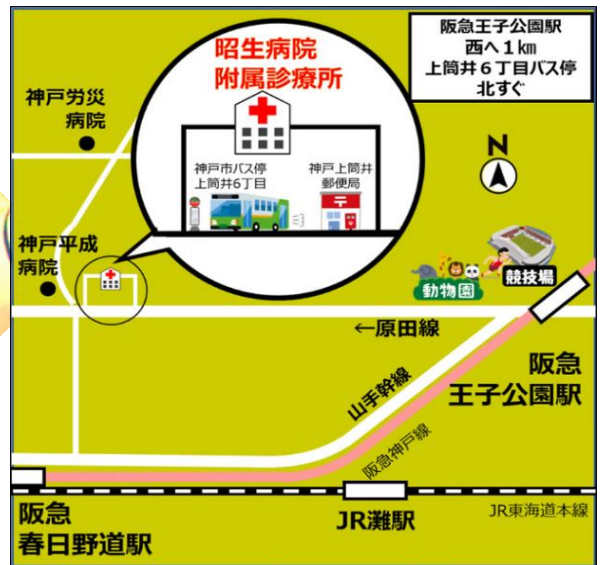 阪急王子公園駅
西へ１㎞
上筒井６丁目バス停
北すぐ
昭生病院
附属診療所
神戸市バス停
上筒井6丁目
神戸上筒井
郵便局
神戸労災
病院
N
神戸平成
病院
動物園
競技場
←原田線
阪急
王子公園駅
山手幹線
阪急神戸線
阪急
春日野道駅
JR灘駅
JR東海道本線